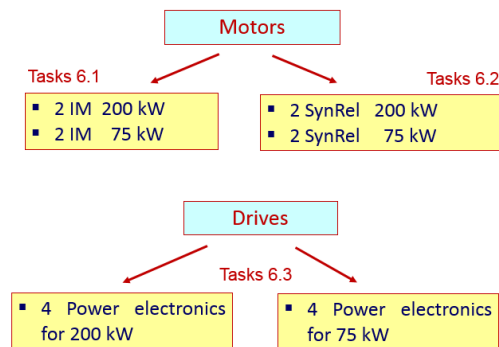 Motors
Tasks 6.1
Tasks 6.2
▪ 2 IM 200 kW
▪ 2 IM 75 kW
▪ 2 SynRel 200 kW
▪ 2 SynRel 75 kW
Drives
Tasks 6.3
▪ 4 Power electronics
for 200 kW
▪ 4 Power electronics
for 75 kW